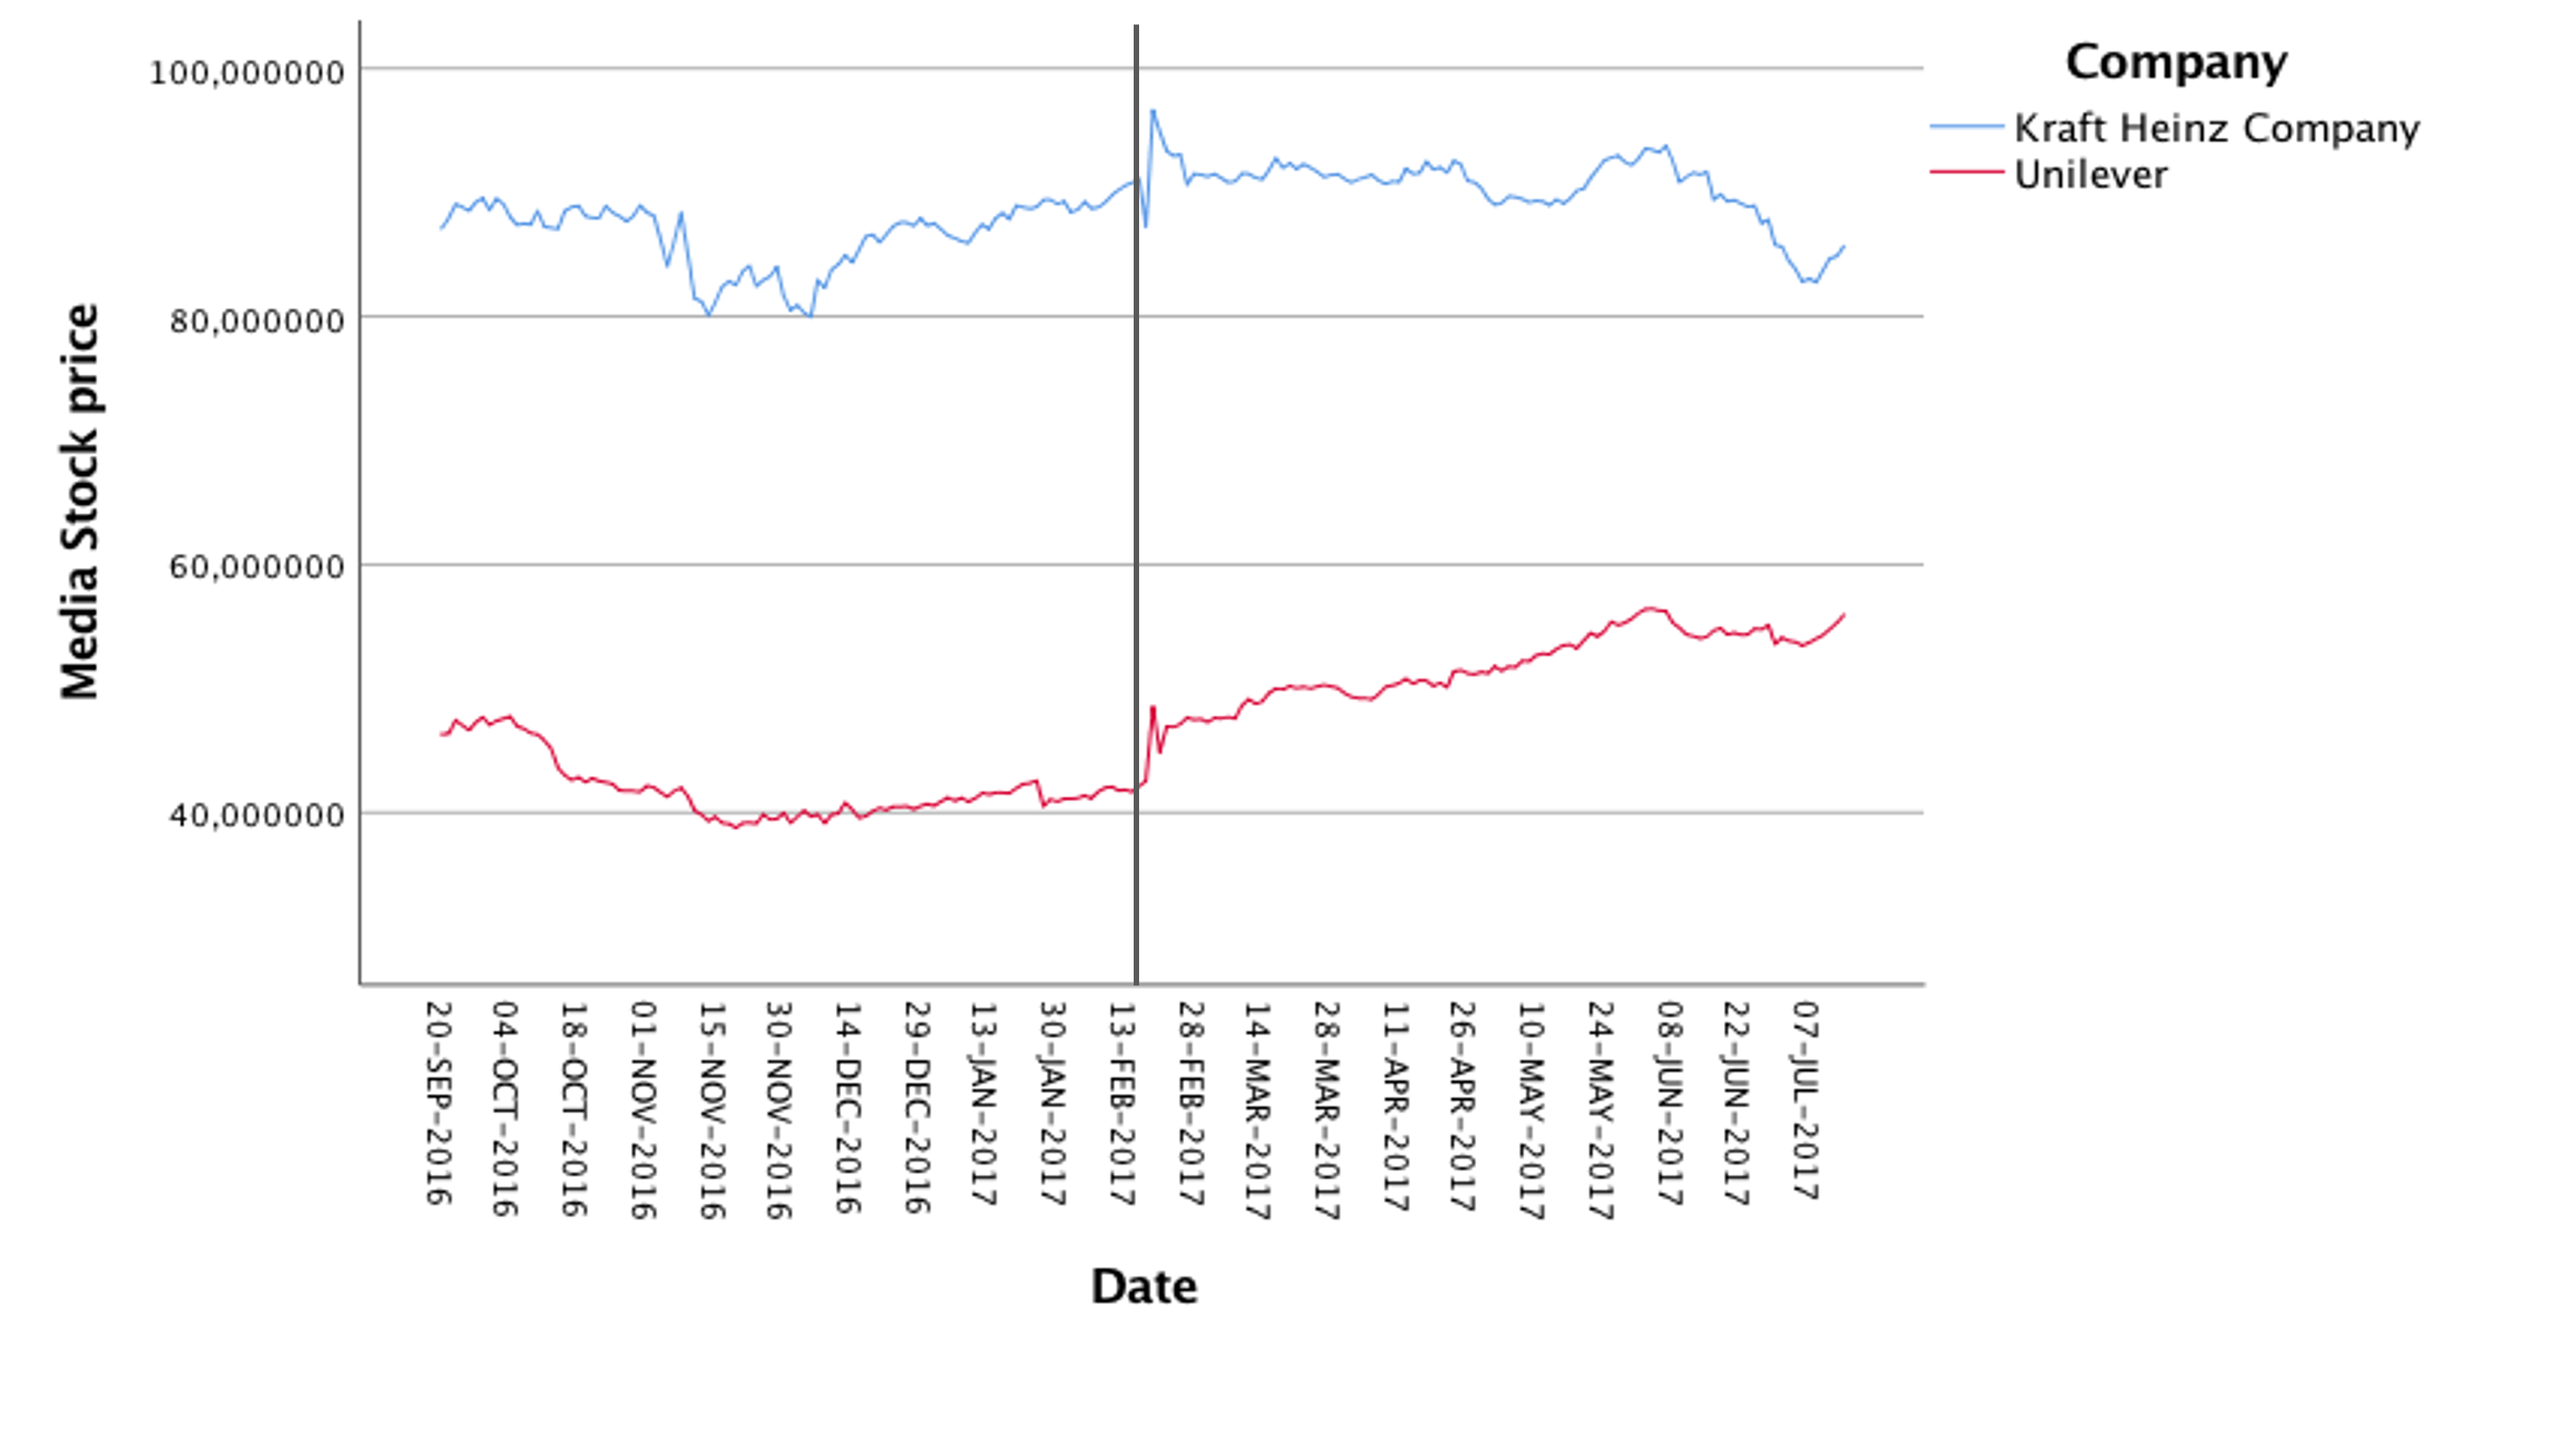 Company
Kraft Heinz Company
Unilever
Media Stock price
100,000000
80,000000
60,000000
40,000000
20-SEP-2016
04-OCT-2016
18-OCT-2016
01-NOV-2016
15-NOV-2016
30-NOV-2016
14-DEC-2016
29-DEC-2016
13-JAN-2017
30-JAN-2017
13-FEB-2017
28-FEB-2017
14-MAR-2017
28-MAR-2017
11-APR-2017
26-APR-2017
10-MAY-2017
24-MAY-2017
08-JUN-2017
22-JUN-2017
07-JUL-2017
Date